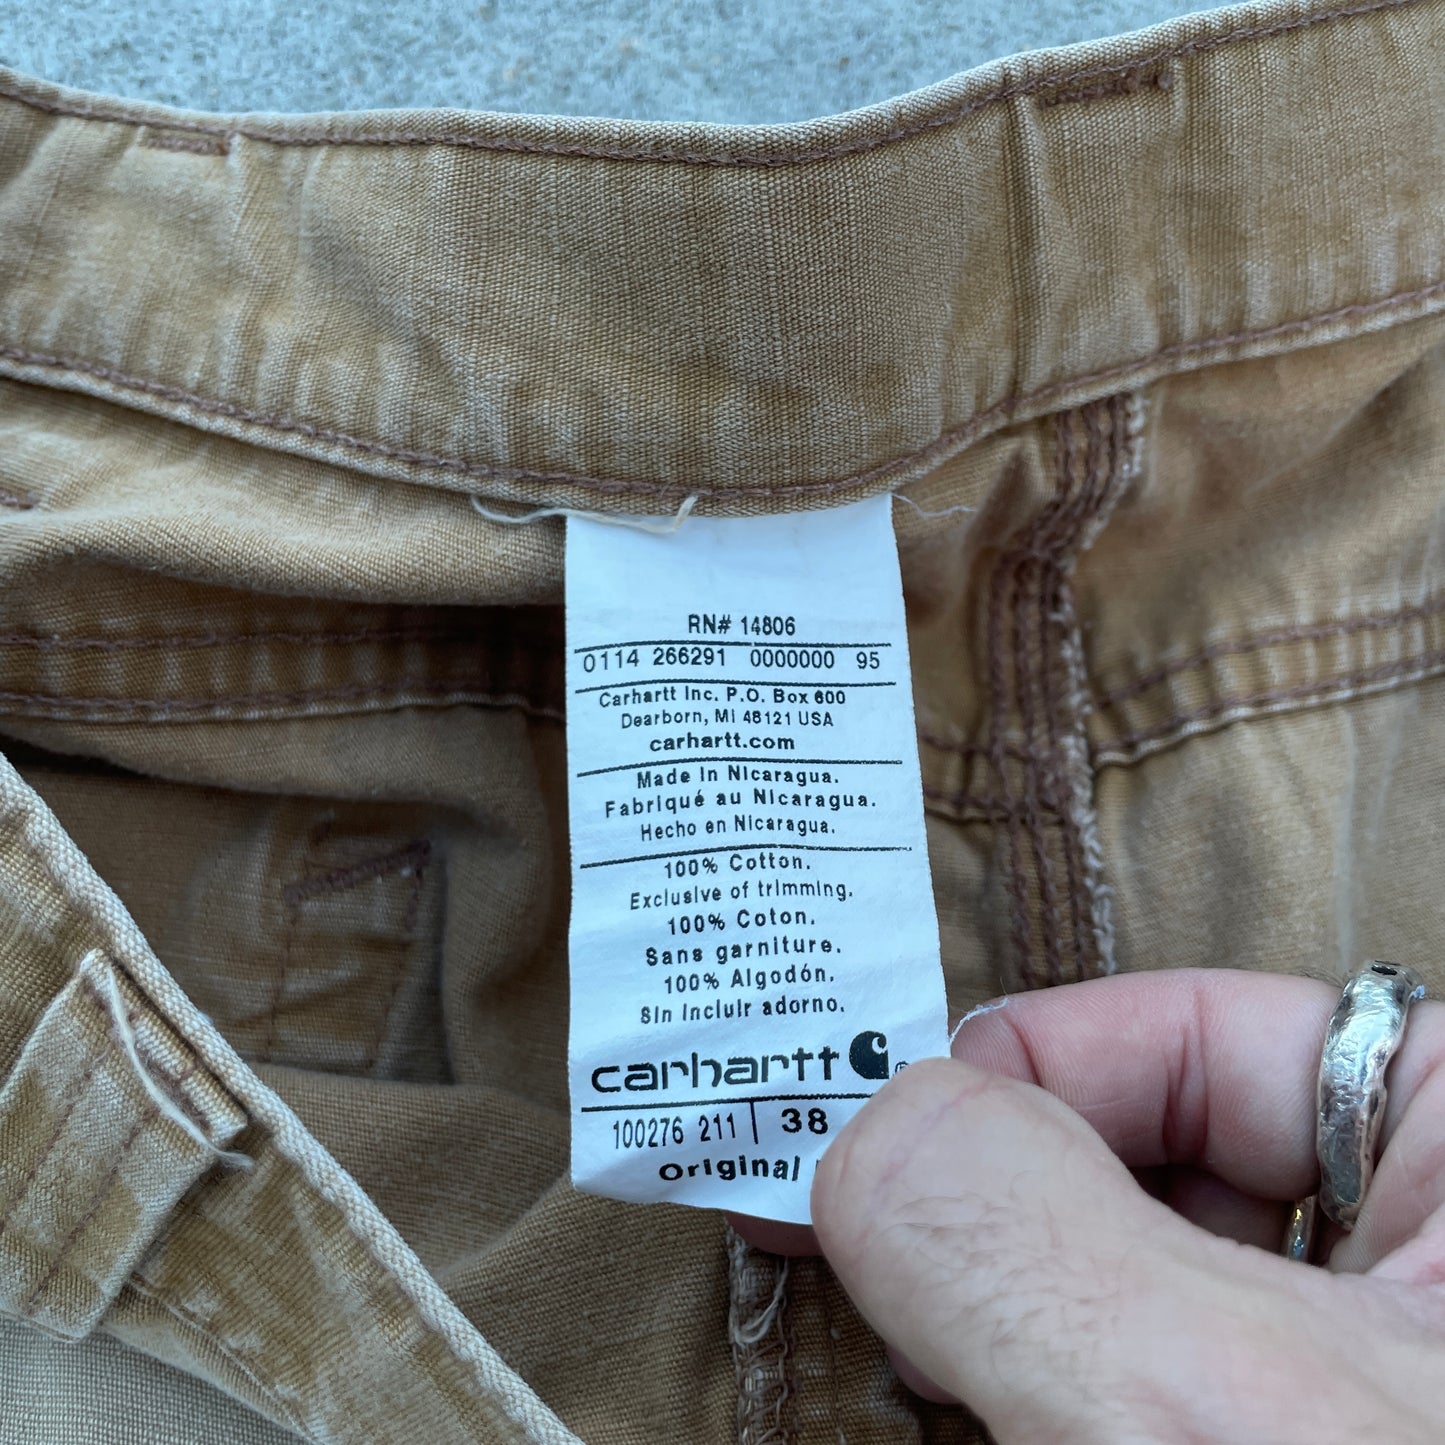 RN# 14806
0114 266291 0000000 95
Carhartt Inc. P.O. Box 600
Dearborn, MI 48121 USA
carhartt.com
Made In Nicaragua.
Fabriqué au Nicaragua.
Hecho en Nicaragua.
100% Cotton.
Exclusive of trimming.
100% Coton.
Sans garniture.
100% Algodón.
Sin Incluir adorno.
carhartt ®
100276 211 | 38
Original